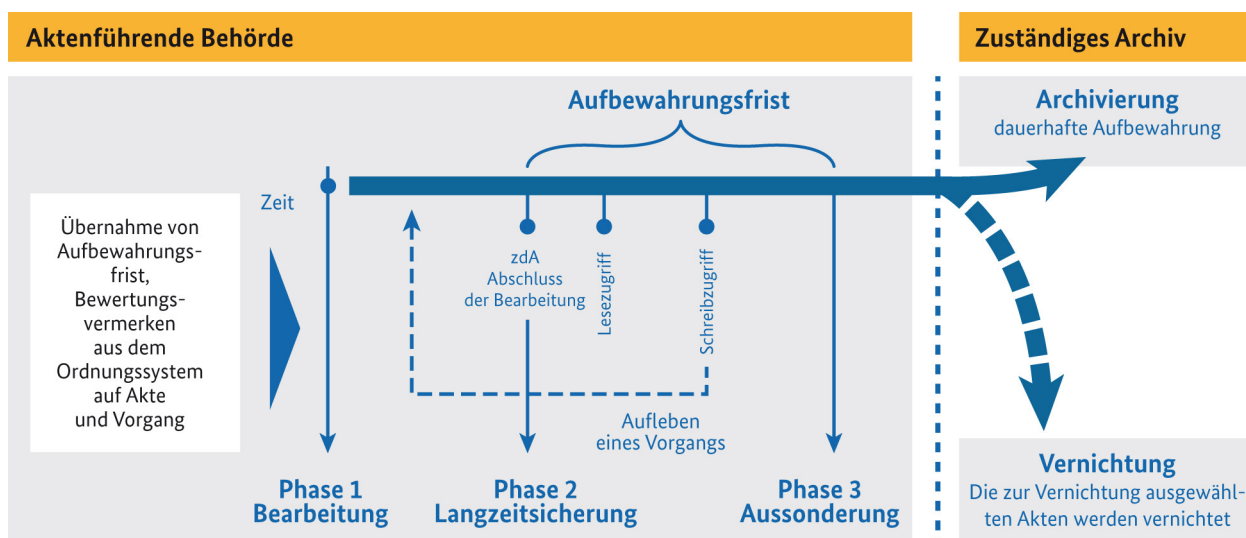 Aktenführende Behörde
Zuständiges Archiv
Aufbewahrungsfrist
Archivierung
dauerhafte Aufbewahrung
Zeit
Übernahme von
Aufbewahrungs-
frist,
Bewertungs-
vermerken
aus dem
Ordnungssystem
auf Akte
und Vorgang
zdA
Abschluss
der Bearbeitung
Lesezugriff
Schreibzugriff
Aufleben
eines Vorgangs
Phase 1
Bearbeitung
Phase 2
Langzeitsicherung
Phase 3
Aussonderung
Vernichtung
Die zur Vernichtung ausgewähl-
ten Akten werden vernichtet